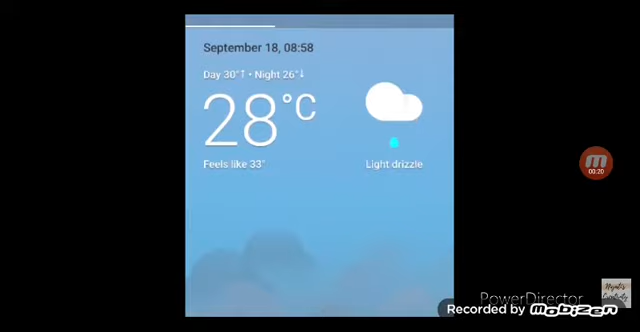 September 18, 08:58
Day 30°↑ • Night 26°↓
28°C
Feels like 33°
Light drizzle
00:20
PowerDirector
Recorded by
mobizen